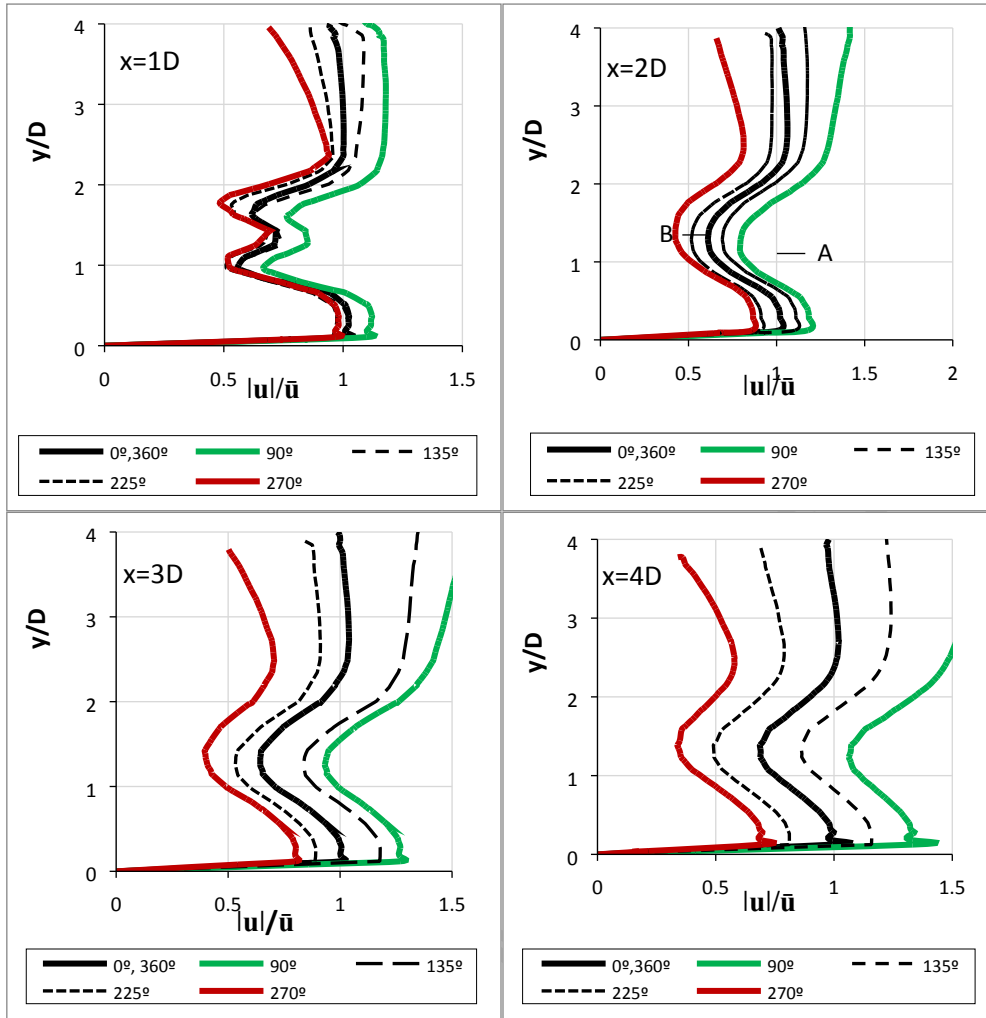 x=1D
y/D
4
3
2
1
0
0 0.5 1 1.5
|u|/ū
0º,360º 90º 135º
225º 270º
x=2D
y/D
4
3
2
1
0
B
A
0 0.5 1 1.5 2
|u|/ū
0º,360º 90º 135º
225º 270º
x=3D
y/D
4
3
2
1
0
0 0.5 1 1.5
|u|/ū
0º, 360º 90º 135º
225º 270º
x=4D
y/D
4
3
2
1
0
0 0.5 1 1.5
|u|/ū
0º,360º 90º 135º
225º 270º